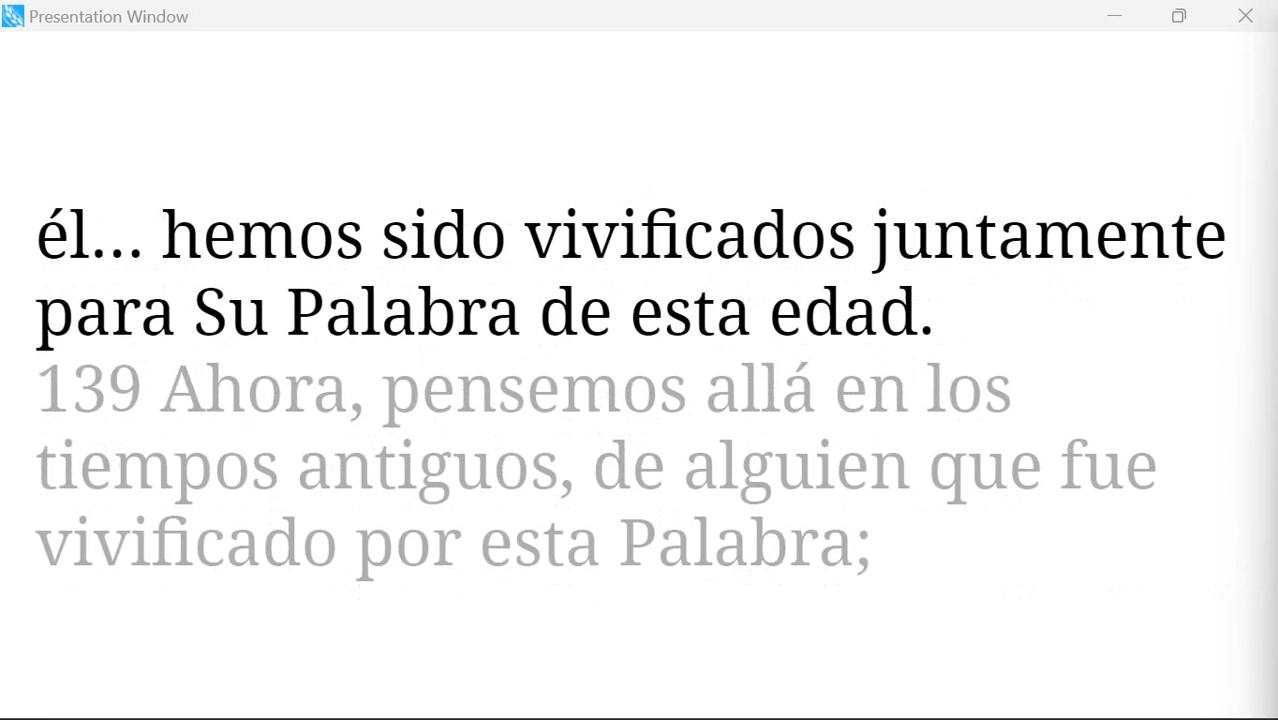 Presentation Window
él... hemos sido vivificados juntamente
para Su Palabra de esta edad.
139 Ahora, pensemos allá en los
tiempos antiguos, de alguien que fue
vivificado por esta Palabra;